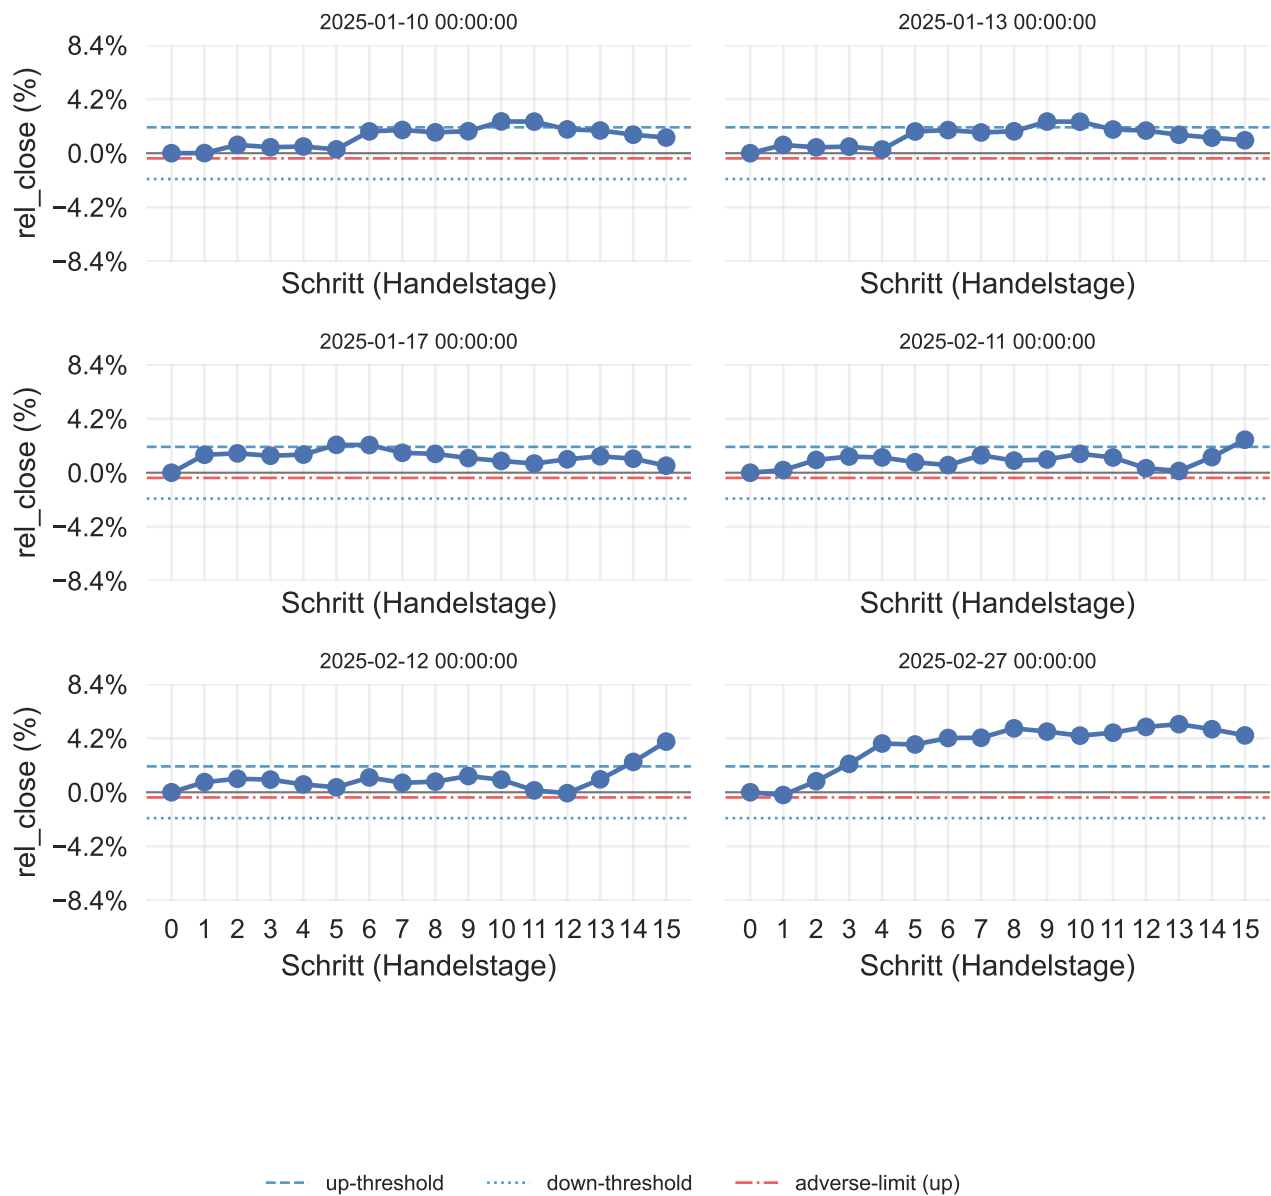 2025-01-10 00:00:00
2025-01-13 00:00:00
8.4%
4.2%
0.0%
−4.2%
−8.4%
rel_close (%)
Schritt (Handelstage)
Schritt (Handelstage)
2025-01-17 00:00:00
2025-02-11 00:00:00
8.4%
4.2%
0.0%
−4.2%
−8.4%
rel_close (%)
Schritt (Handelstage)
Schritt (Handelstage)
2025-02-12 00:00:00
2025-02-27 00:00:00
8.4%
4.2%
0.0%
−4.2%
−8.4%
rel_close (%)
0 1 2 3 4 5 6 7 8 9 10 11 12 13 14 15
0 1 2 3 4 5 6 7 8 9 10 11 12 13 14 15
Schritt (Handelstage)
Schritt (Handelstage)
up-threshold
down-threshold
adverse-limit (up)